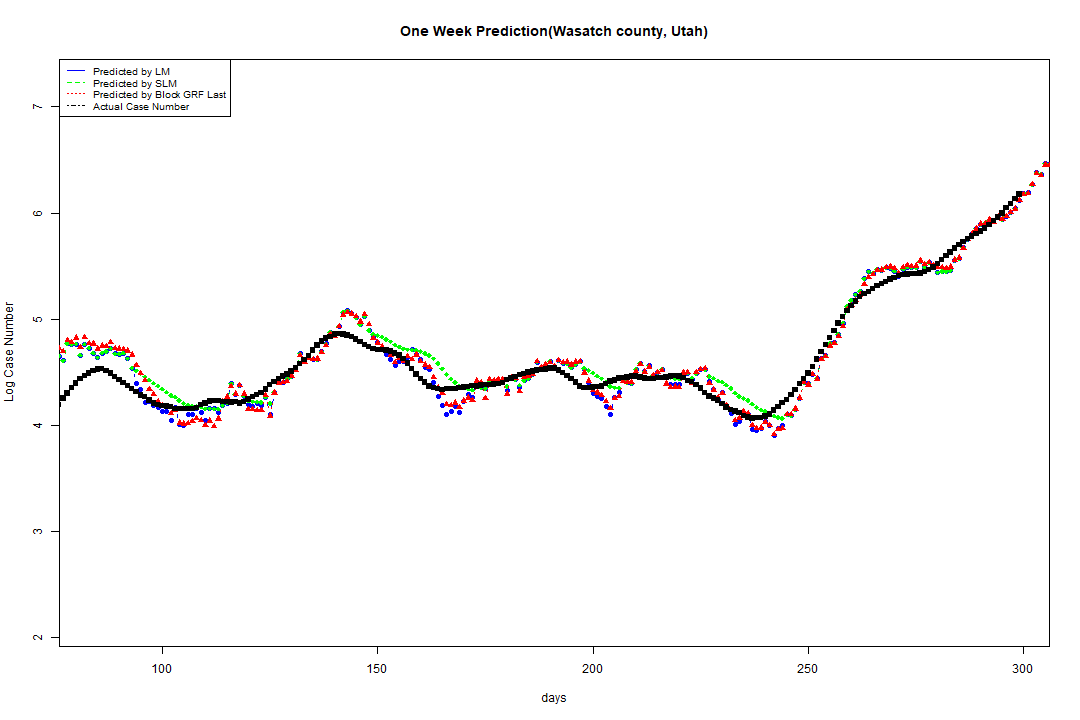 One Week Prediction(Wasatch county, Utah)
Predicted by LM
Predicted by SLM
Predicted by Block GRF Last
Actual Case Number
Log Case Number
7
6
5
4
3
2
100 150 200 250 300
days